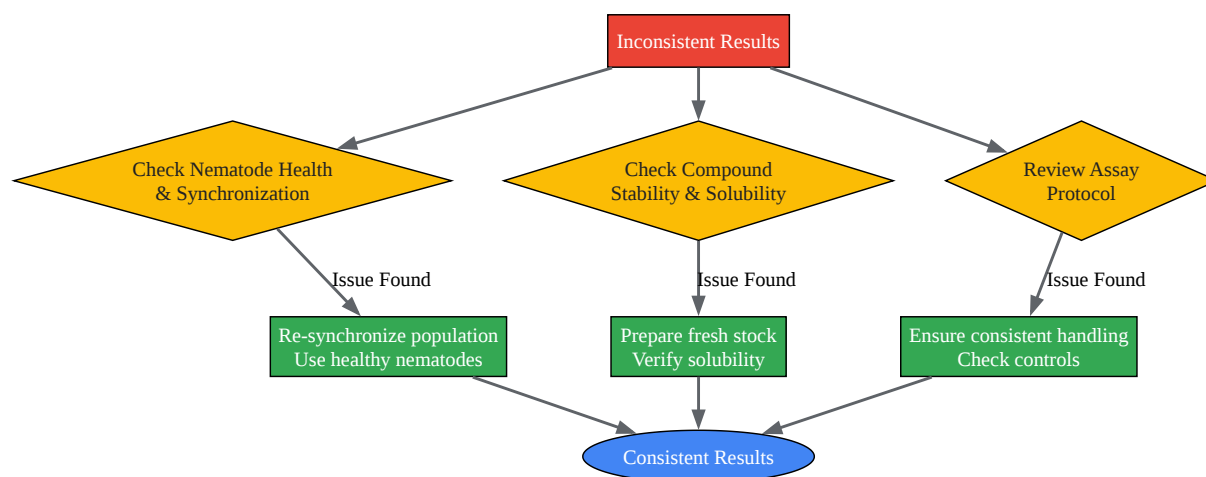 Inconsistent Results
Check Nematode Health
& Synchronization
Check Compound
Stability & Solubility
Review Assay
Protocol
Issue Found
Issue Found
Issue Found
Re-synchronize population
Use healthy nematodes
Prepare fresh stock
Verify solubility
Ensure consistent handling
Check controls
Consistent Results